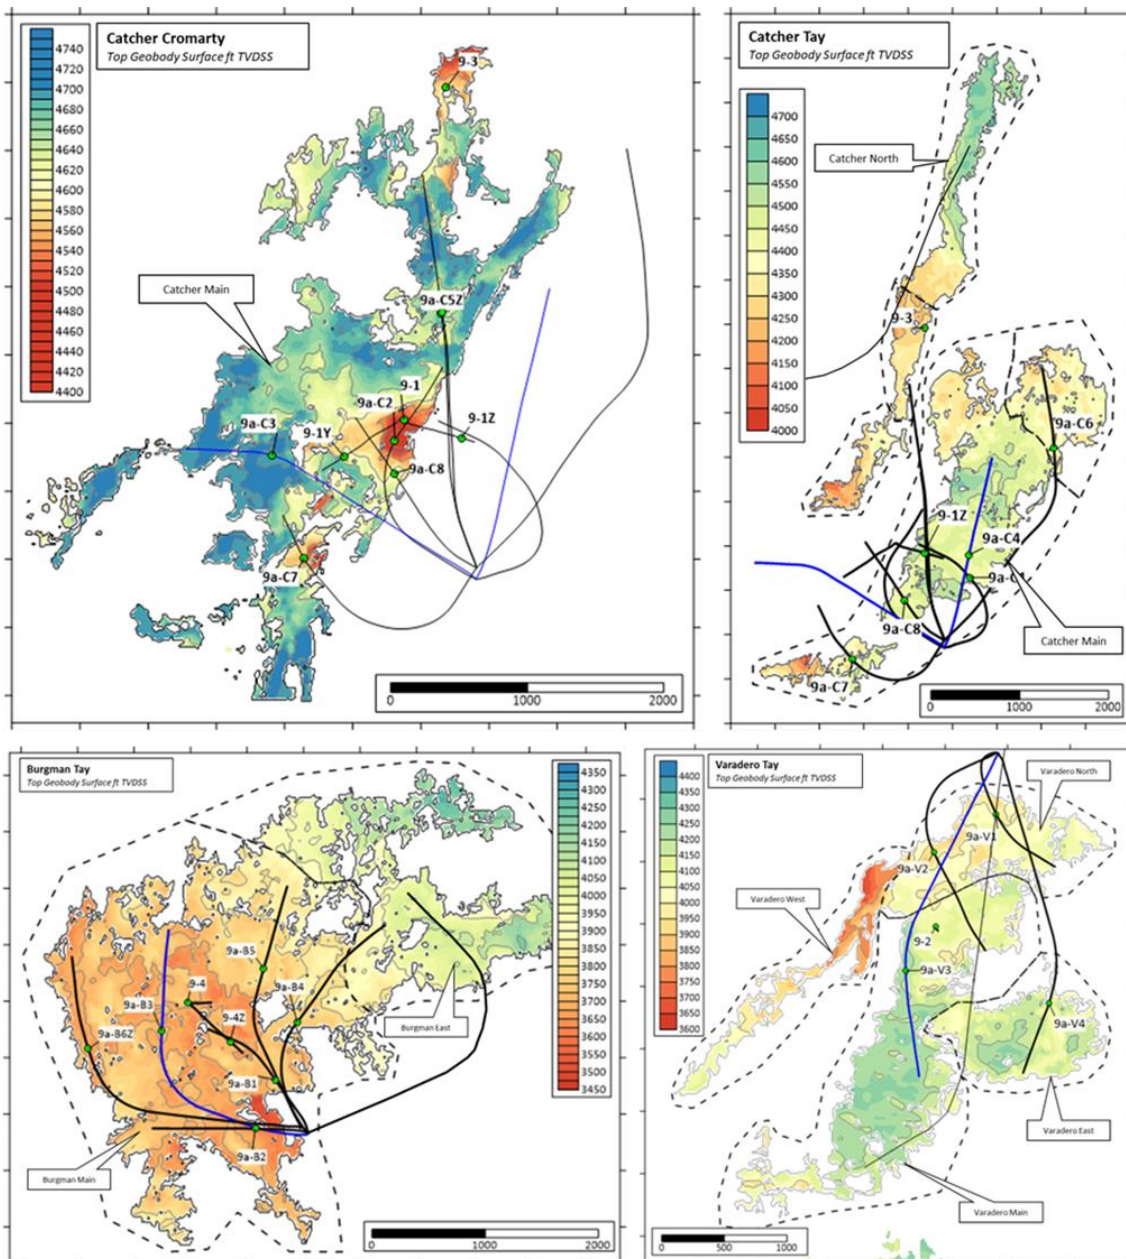 Catcher Cromarty
Top Geobody Surface ft TVDSS
4740
4720
4700
4680
4660
4640
4620
4600
4580
4560
4540
4520
4500
4480
4460
4440
4420
4400
9-3
Catcher Main
9a-C5Z
9-1
9a-C2
9-1Z
9a-C3
9-1Y
9a-C8
9a-C7
0 1000 2000
Catcher Tay
Top Geobody Surface ft TVDSS
4700
4650
4600
4550
4500
4450
4400
4350
4300
4250
4200
4150
4100
4050
4000
Catcher North
9-3
9a-C6
9-1Z
9a-C4
9a-C
9a-C8
Catcher Main
9a-C7
0 1000 2000
Burgman Tay
Top Geobody Surface ft TVDSS
4350
4300
4250
4200
4150
4100
4050
4000
3950
3900
3850
3800
3750
3700
3650
3600
3550
3500
3450
9a-B5
9-4
9a-B4
9a-B3
9-4Z
9a-B6Z
Burgman East
9a-B1
9a-B2
Burgman Main
0 1000 2000
Varadero Tay
Top Geobody Surface ft TVDSS
4400
4350
4300
4250
4200
4150
4100
4050
4000
3950
3900
3850
3800
3750
3700
3650
3600
Varadero North
9a-V1
9a-V2
Varadero West
9-2
9a-V3
9a-V4
Varadero East
Varadero Main
0 500 1000